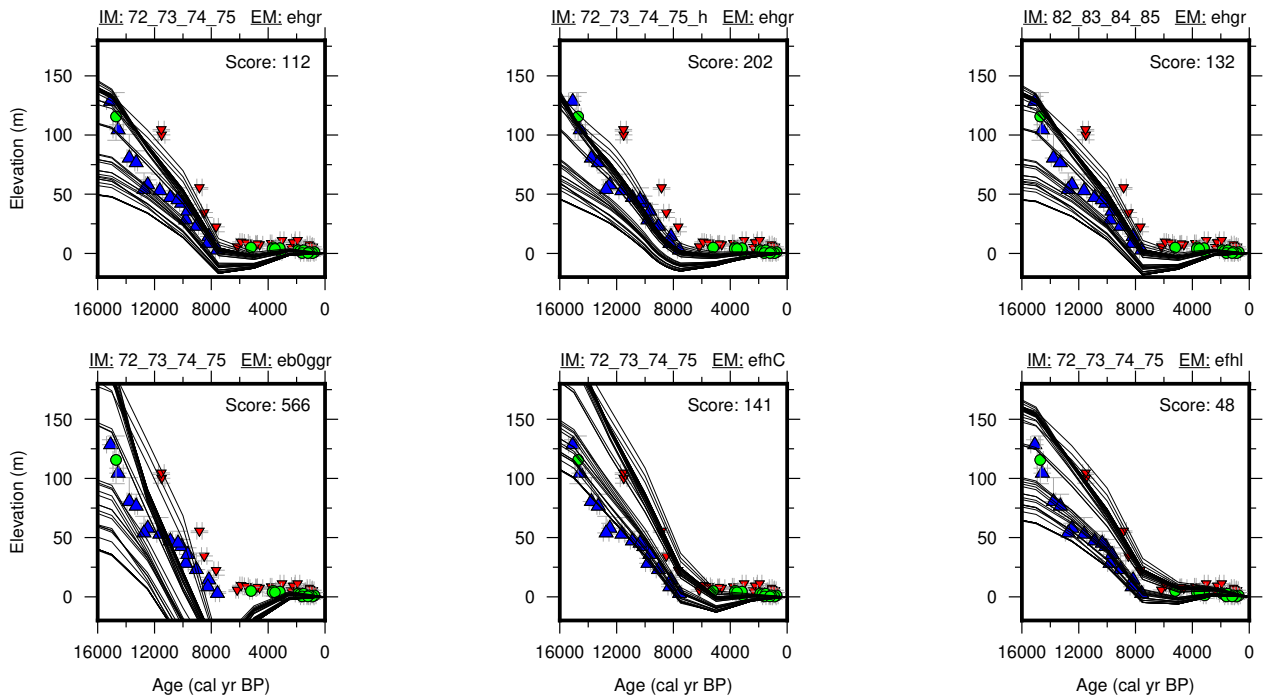 IM: 72_73_74_75 EM: ehgr
IM: 72_73_74_75_h EM: ehgr
IM: 82_83_84_85 EM: ehgr
Score: 112
Score: 202
Score: 132
Elevation (m)
150
100
50
0
150
100
50
0
150
100
50
0
16000 12000 8000 4000 0
16000 12000 8000 4000 0
16000 12000 8000 4000 0
IM: 72_73_74_75 EM: eb0ggr
IM: 72_73_74_75 EM: efhC
IM: 72_73_74_75 EM: efhl
Score: 566
Score: 141
Score: 48
Elevation (m)
150
100
50
0
150
100
50
0
150
100
50
0
16000 12000 8000 4000 0
16000 12000 8000 4000 0
16000 12000 8000 4000 0
Age (cal yr BP)
Age (cal yr BP)
Age (cal yr BP)